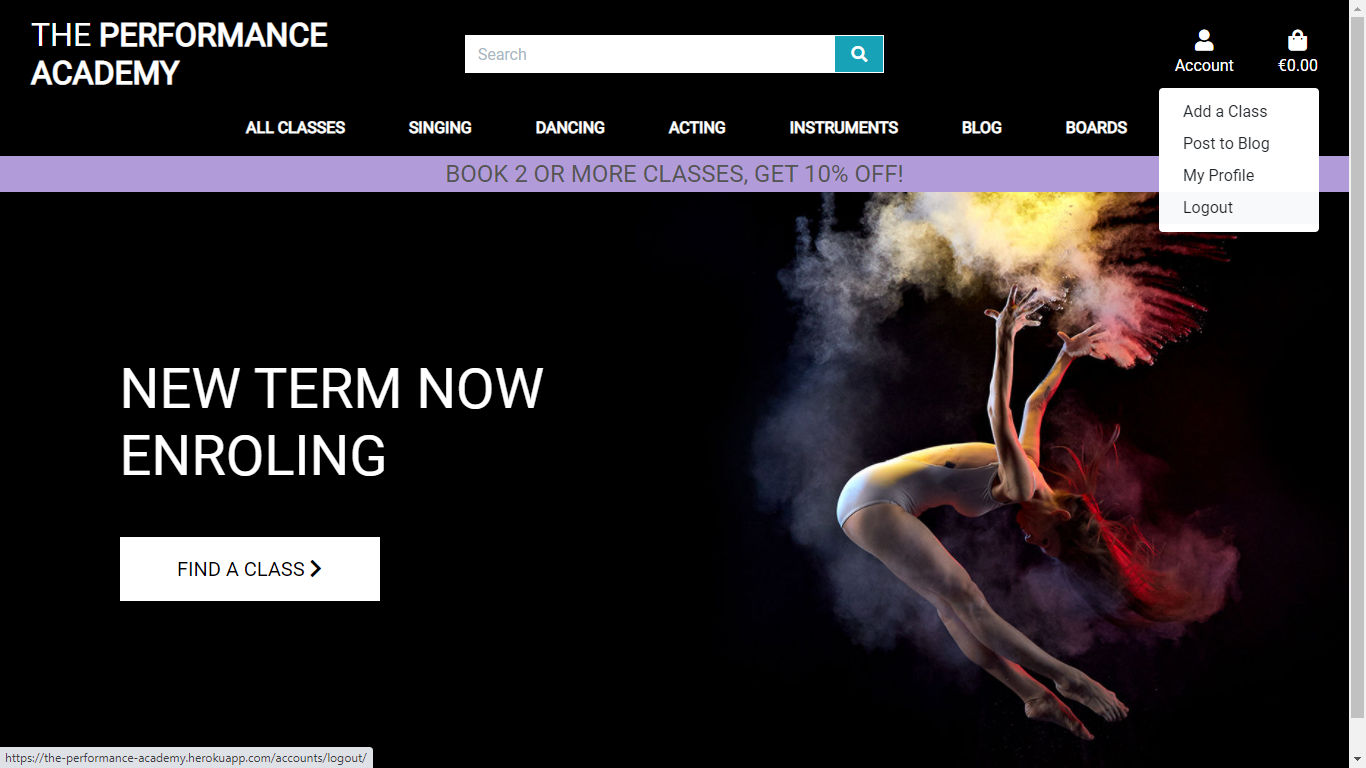 THE PERFORMANCE
ACADEMY
Search
Account
€0.00
Add a Class
Post to Blog
My Profile
Logout
ALL CLASSES
SINGING
DANCING
ACTING
INSTRUMENTS
BLOG
BOARDS
BOOK 2 OR MORE CLASSES, GET 10% OFF!
NEW TERM NOW
ENROLING
FIND A CLASS
https://the-performance-academy.herokuapp.com/accounts/logout/